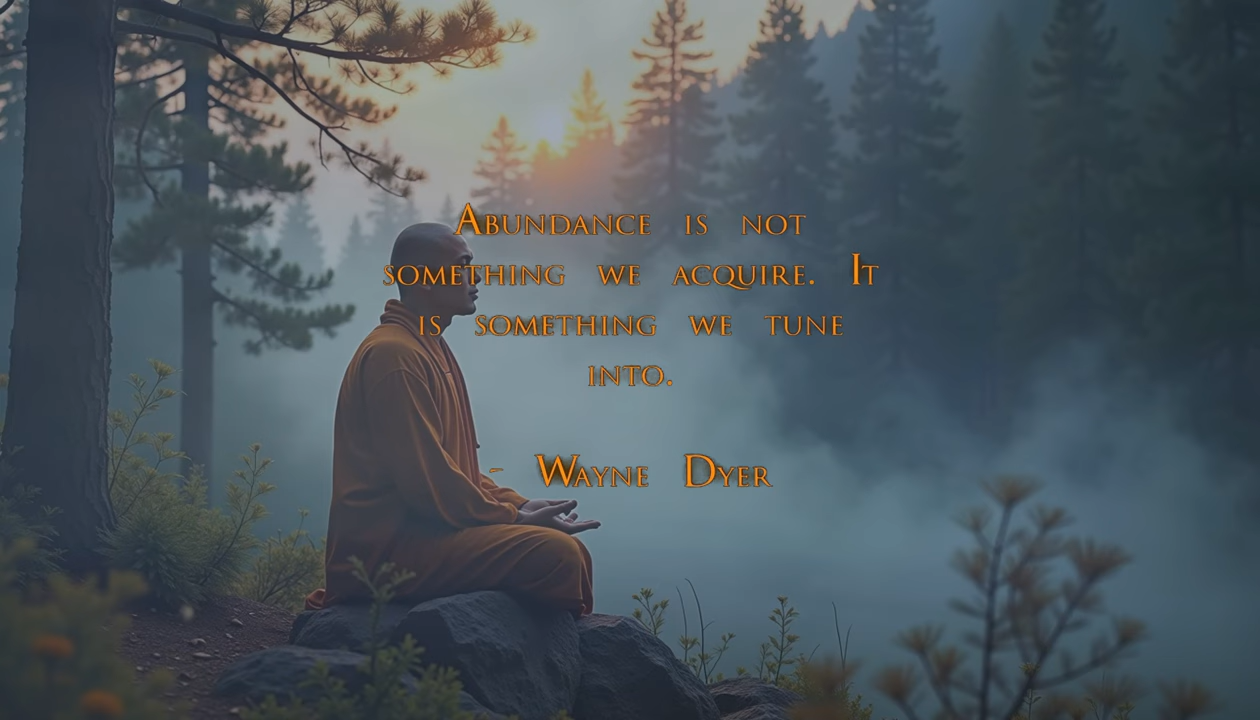 Abundance is not
something we acquire. It
is something we tune
into.
- Wayne Dyer